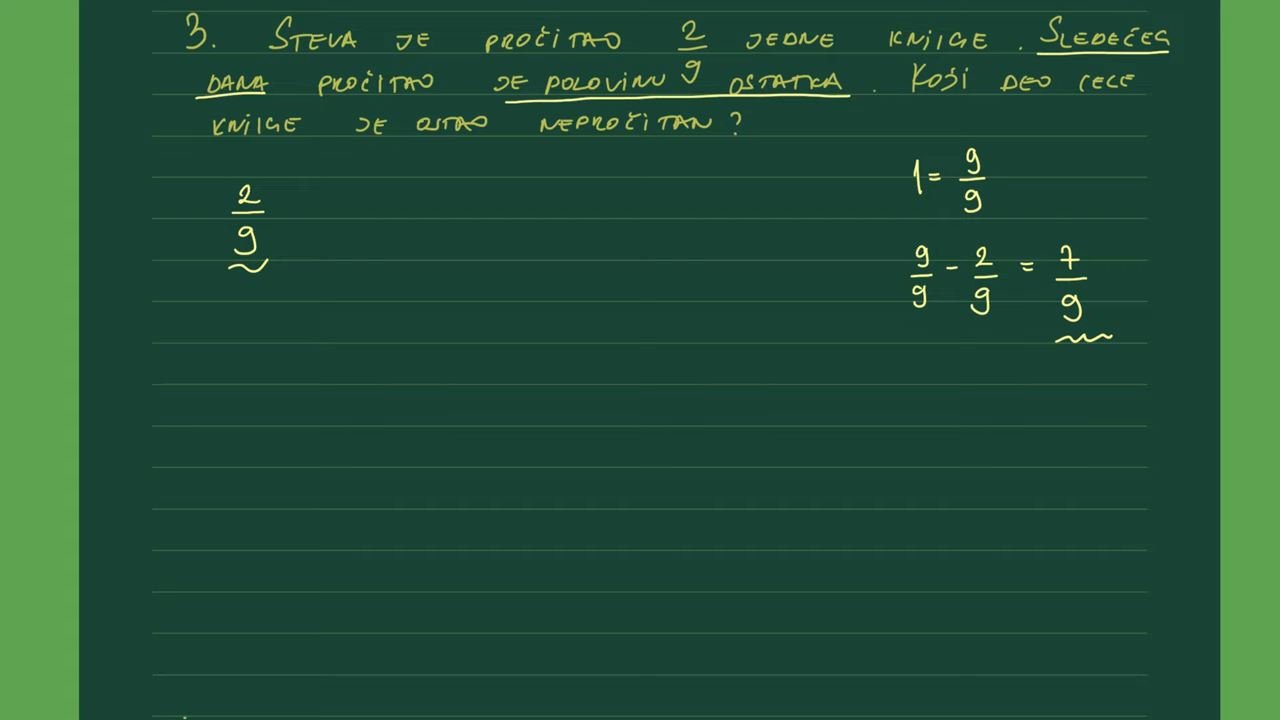 3. ŠTEVA JE PROČITAO 2/9 JEDNE KNJIGE. SLEDEĆEG
DANA PROČITAO JE POLOVINU OSTATKA. KOJI DEO CELE
KNJIGE JE OSTAO NEPROČITAN?
1 = 9/9
2/9
9/9 - 2/9 = 7/9